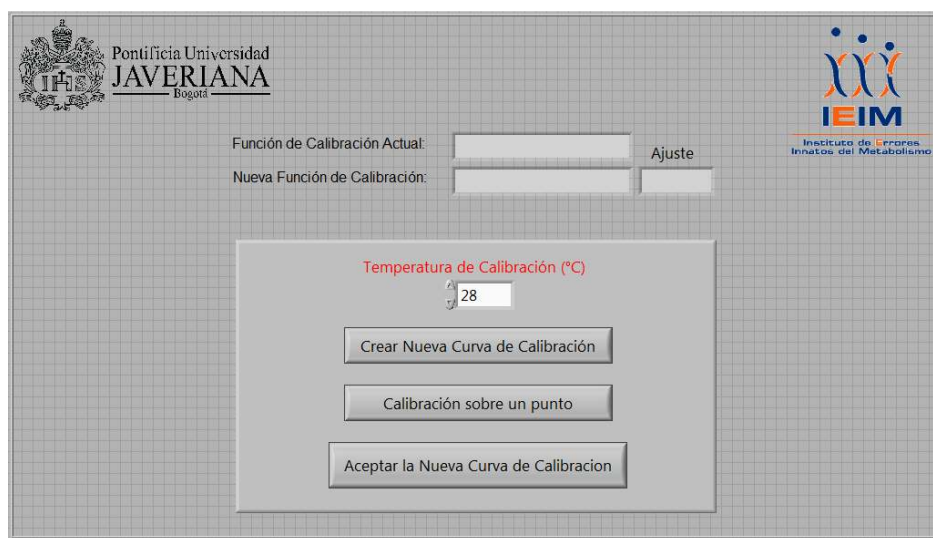 Pontificia Universidad
JAVERIANA
Bogotá
IHS
IEIM
Instituto de Errores
Innatos del Metabolismo
Función de Calibración Actual:
Ajuste
Nueva Función de Calibración:
Temperatura de Calibración (°C)
28
Crear Nueva Curva de Calibración
Calibración sobre un punto
Aceptar la Nueva Curva de Calibracion